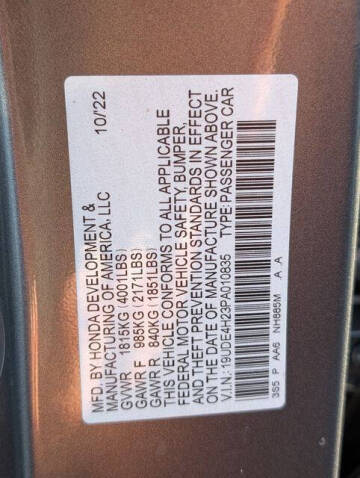 MFD. BY HONDA DEVELOPMENT &
MANUFACTURING OF AMERICA, LLC 10/22
GVWR 1815KG (4001LBS)
GAWR F 985KG (2171LBS)
GAWR R 840KG (1851LBS)
THIS VEHICLE CONFORMS TO ALL APPLICABLE
FEDERAL MOTOR VEHICLE SAFETY, BUMPER,
AND THEFT PREVENTION STANDARDS IN EFFECT
ON THE DATE OF MANUFACTURE SHOWN ABOVE.
V.I.N.: 19UDE4H23PA010835 TYPE: PASSENGER CAR
3S5 P AA6 NH885M A A